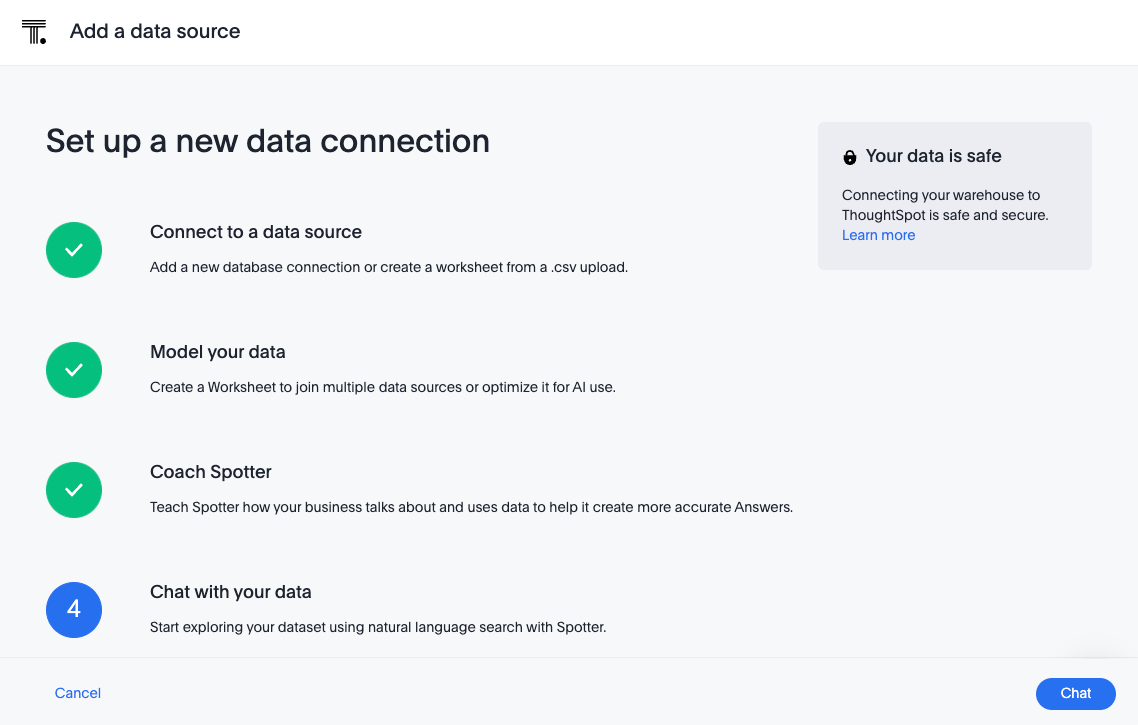 Add a data source
Set up a new data connection
Your data is safe
Connecting your warehouse to
ThoughtSpot is safe and secure.
Learn more
Connect to a data source
Add a new database connection or create a worksheet from a .csv upload.
Model your data
Create a Worksheet to join multiple data sources or optimize it for AI use.
Coach Spotter
Teach Spotter how your business talks about and uses data to help it create more accurate Answers.
4
Chat with your data
Start exploring your dataset using natural language search with Spotter.
Cancel
Chat